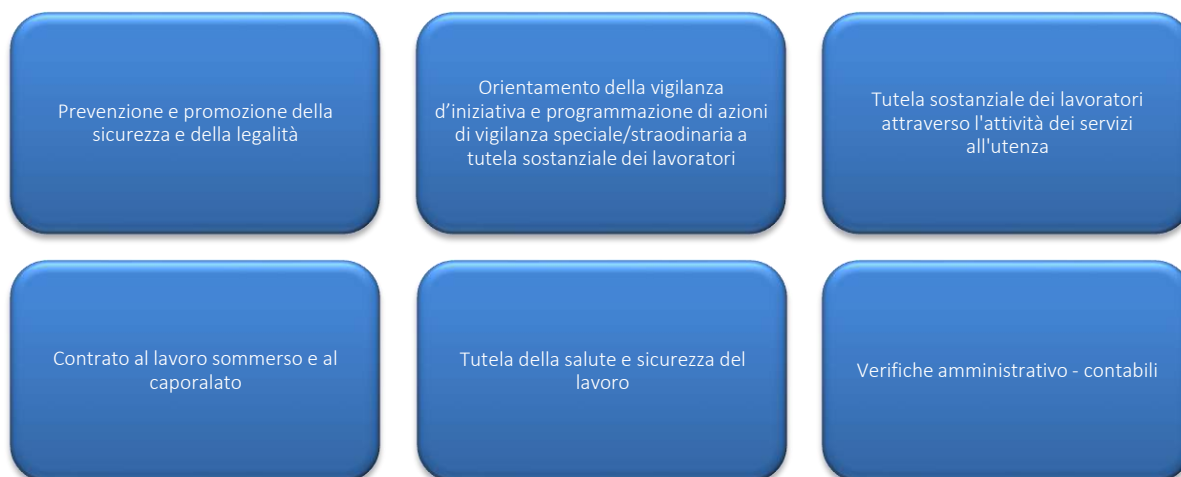 Prevenzione e promozione della
sicurezza e della legalità
Orientamento della vigilanza
d’iniziativa e programmazione di azioni
di vigilanza speciale/straodinaria a
tutela sostanziale dei lavoratori
Tutela sostanziale dei lavoratori
attraverso l'attività dei servizi
all'utenza
Contrato al lavoro sommerso e al
caporalato
Tutela della salute e sicurezza del
lavoro
Verifiche amministrativo - contabili